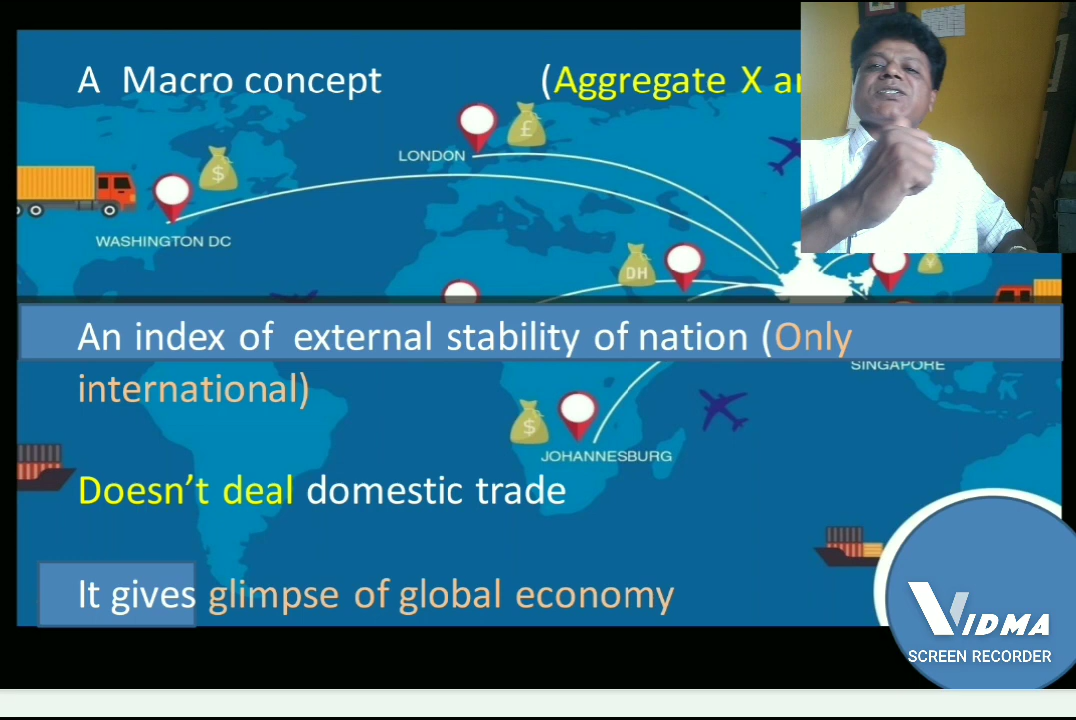 A Macro concept (Aggregate X
LONDON
£
$
WASHINGTON DC
DH
¥
An index of external stability of nation (Only
SINGAPORE
international)
$
JOHANNESBURG
Doesn't deal domestic trade
It gives glimpse of global economy
VIDMA
SCREEN RECORDER